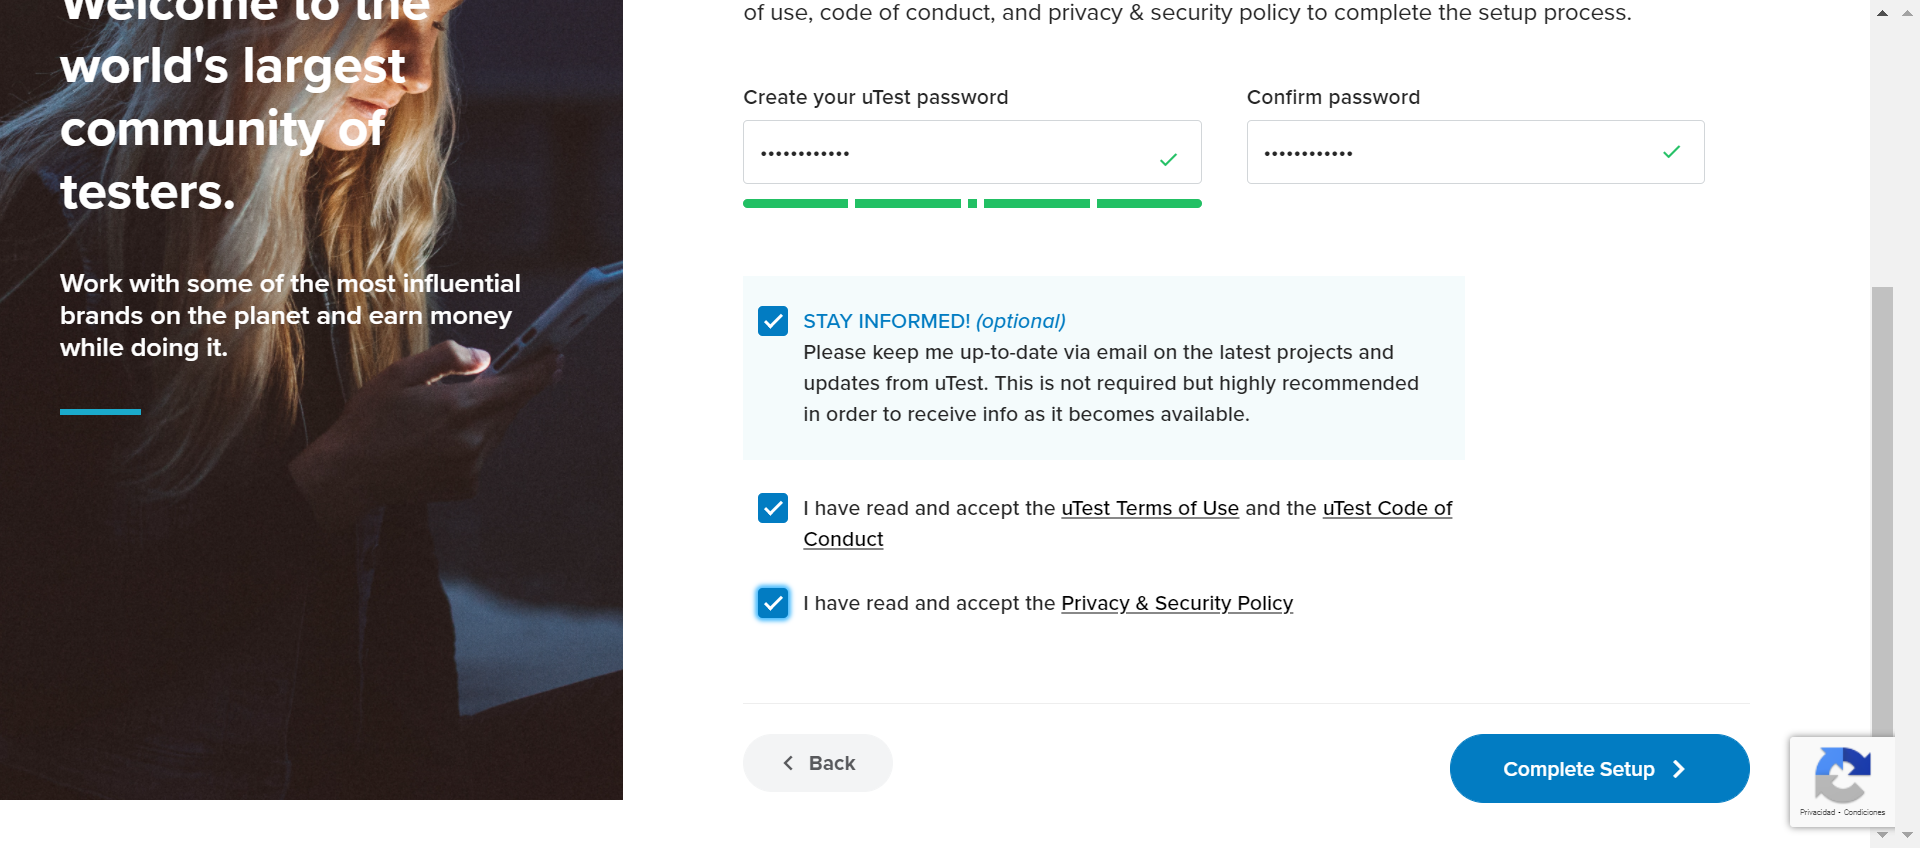 Welcome to the
world's largest
community of
testers.
Work with some of the most influential
brands on the planet and earn money
while doing it.
of use, code of conduct, and privacy & security policy to complete the setup process.
Create your uTest password
Confirm password
••••••••••••
••••••••••••
STAY INFORMED! (optional)
Please keep me up-to-date via email on the latest projects and
updates from uTest. This is not required but highly recommended
in order to receive info as it becomes available.
I have read and accept the uTest Terms of Use and the uTest Code of
Conduct
I have read and accept the Privacy & Security Policy
Back
Complete Setup
Privacidad - Condiciones